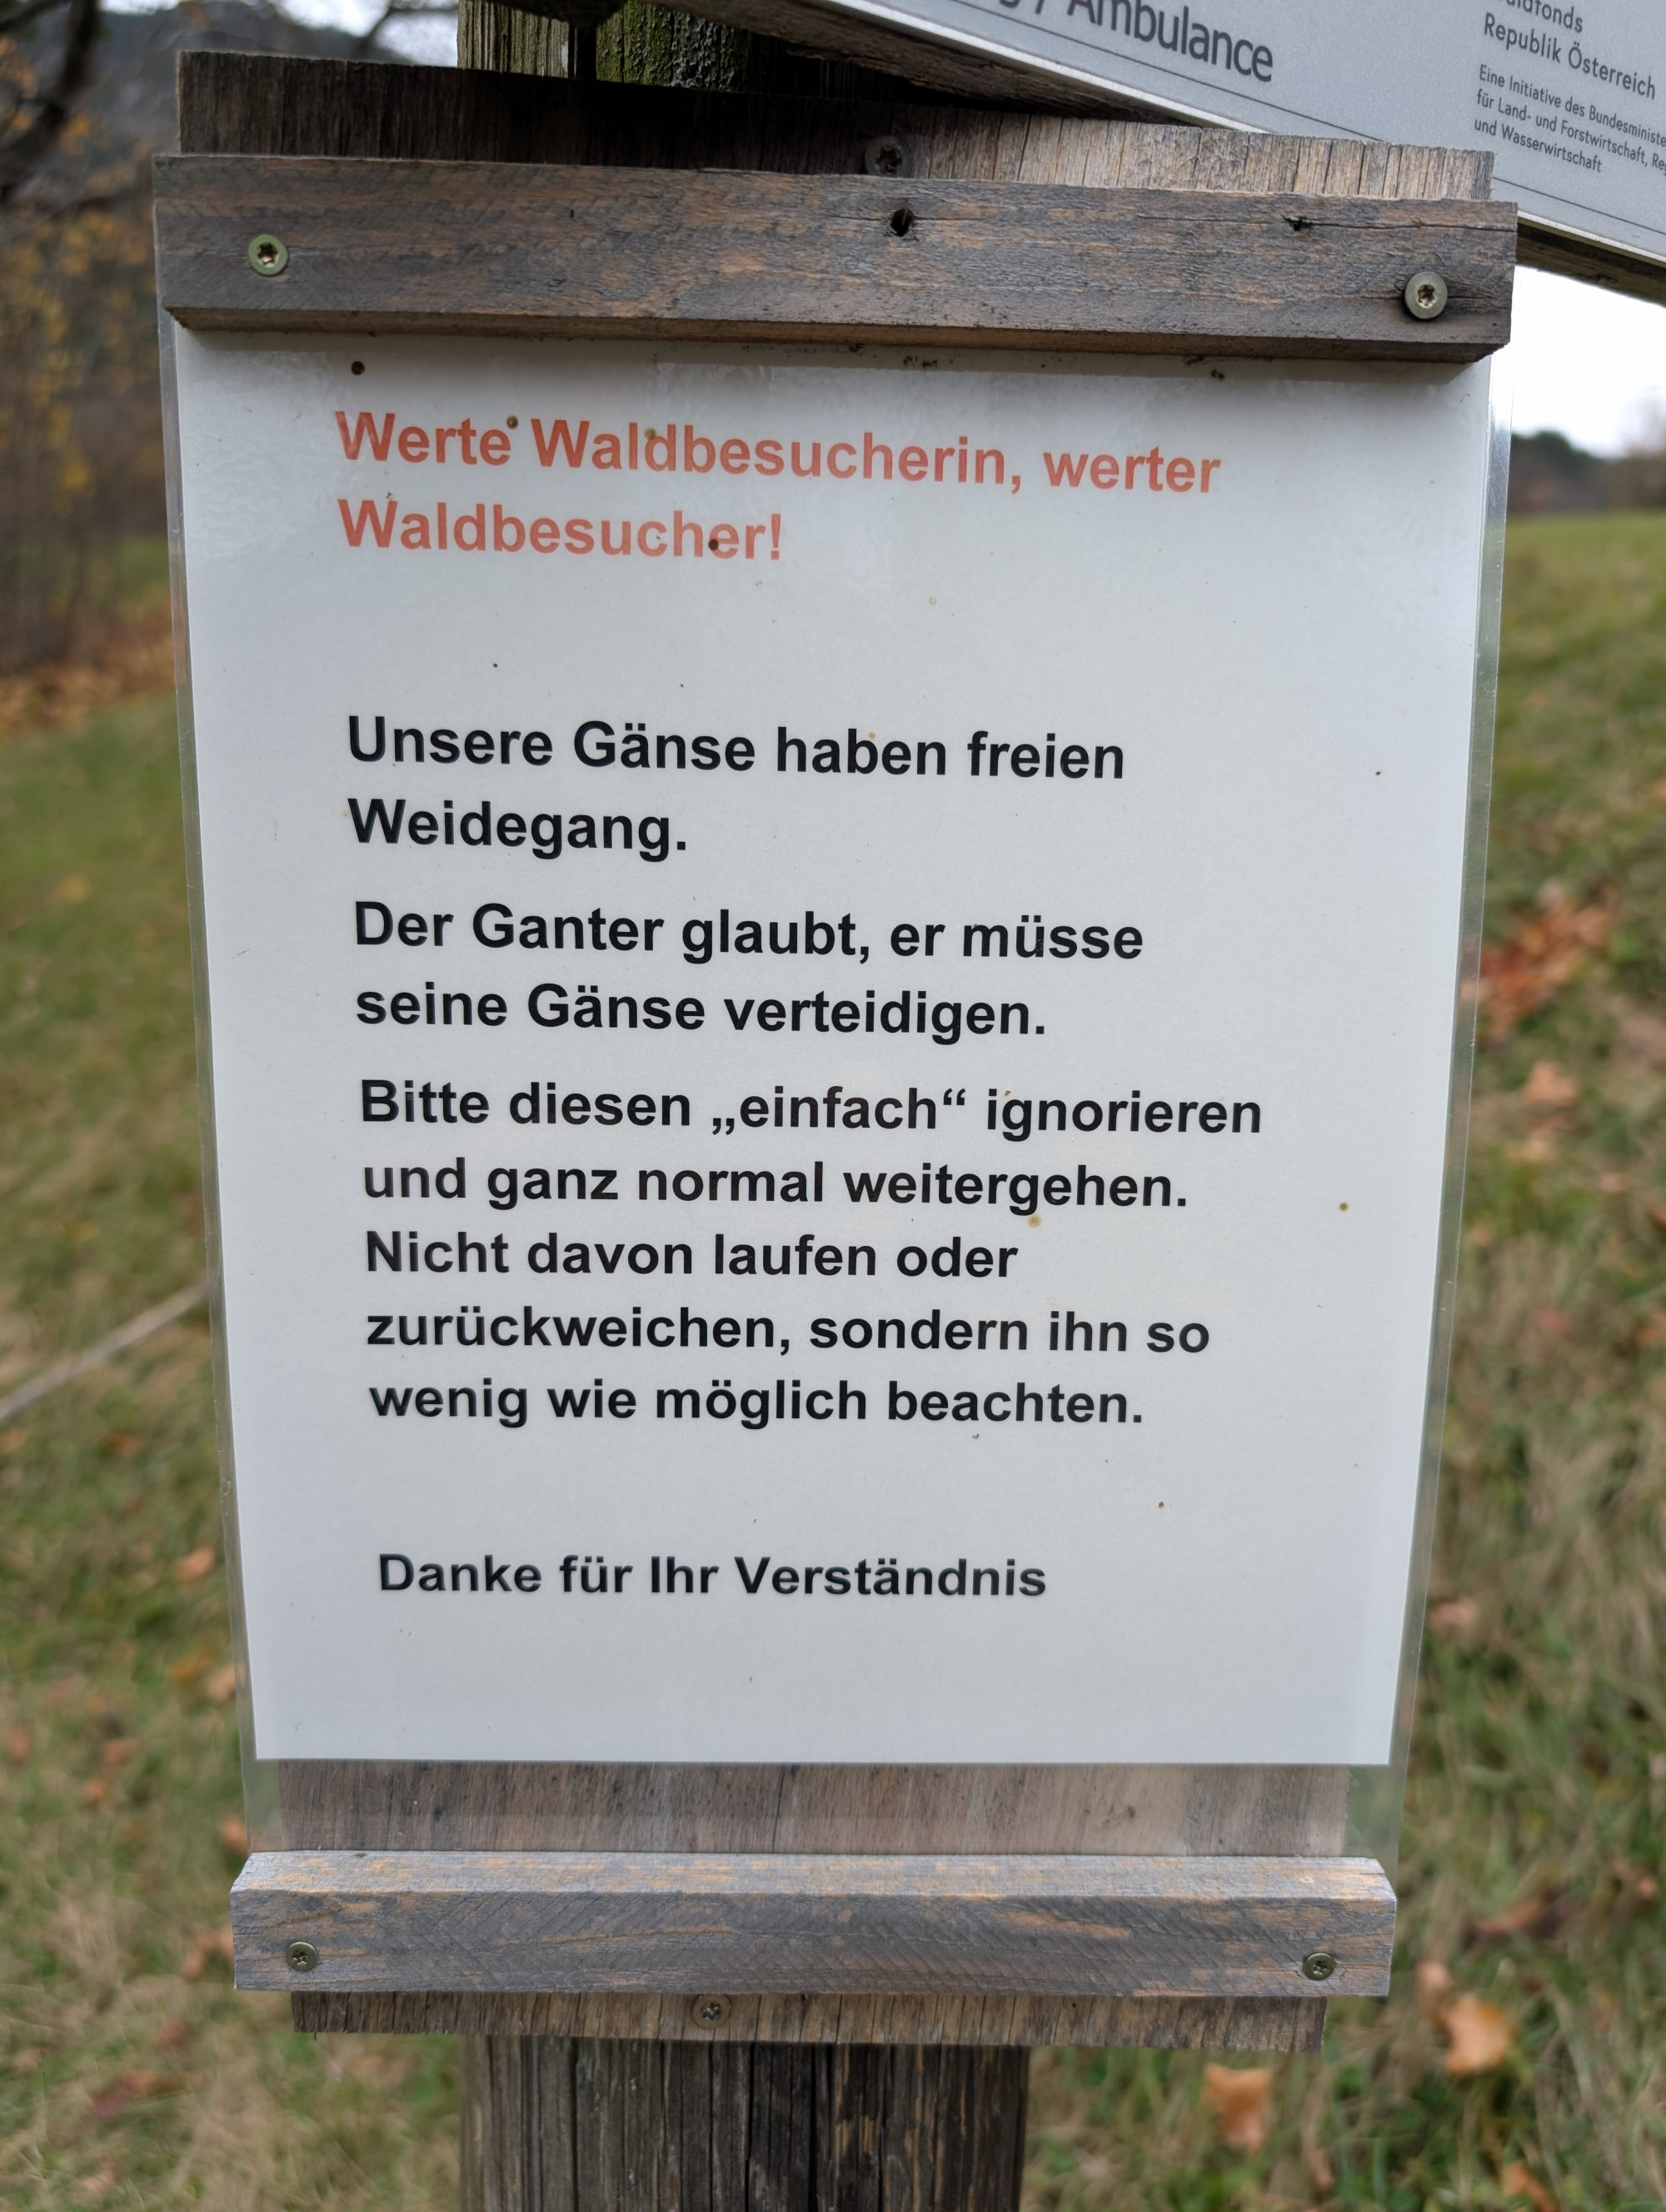 Ambulance
Republik Österreich
Eine Initiative des
für Land- und Forstwirtschaft,
und Wasserwirtschaft
Werte Waldbesucherin, werter
Waldbesucher!
Unsere Gänse haben freien
Weidegang.
Der Ganter glaubt, er müsse
seine Gänse verteidigen.
Bitte diesen „einfach“ ignorieren
und ganz normal weitergehen.
Nicht davon laufen oder
zurückweichen, sondern ihn so
wenig wie möglich beachten.
Danke für Ihr Verständnis